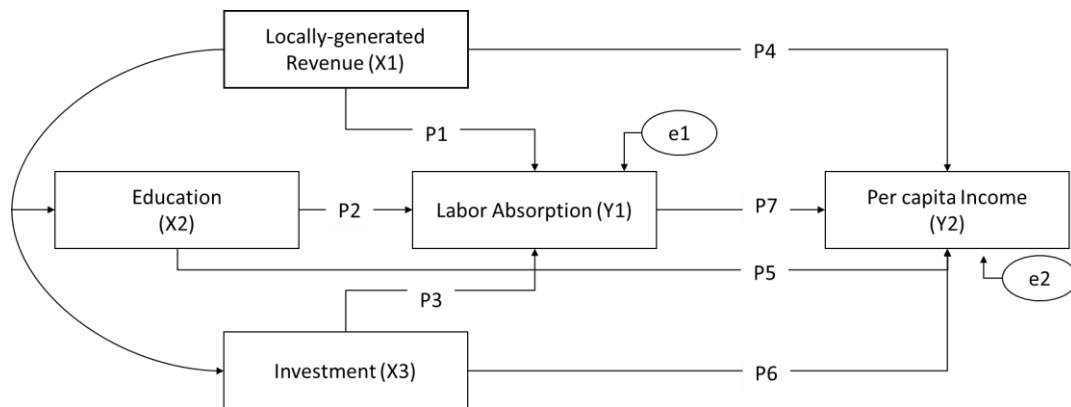 Locally-generated
Revenue (X1)
P4
P1
e1
Education
(X2)
P2
Labor Absorption (Y1)
P7
Per capita Income
(Y2)
P5
e2
P3
Investment (X3)
P6